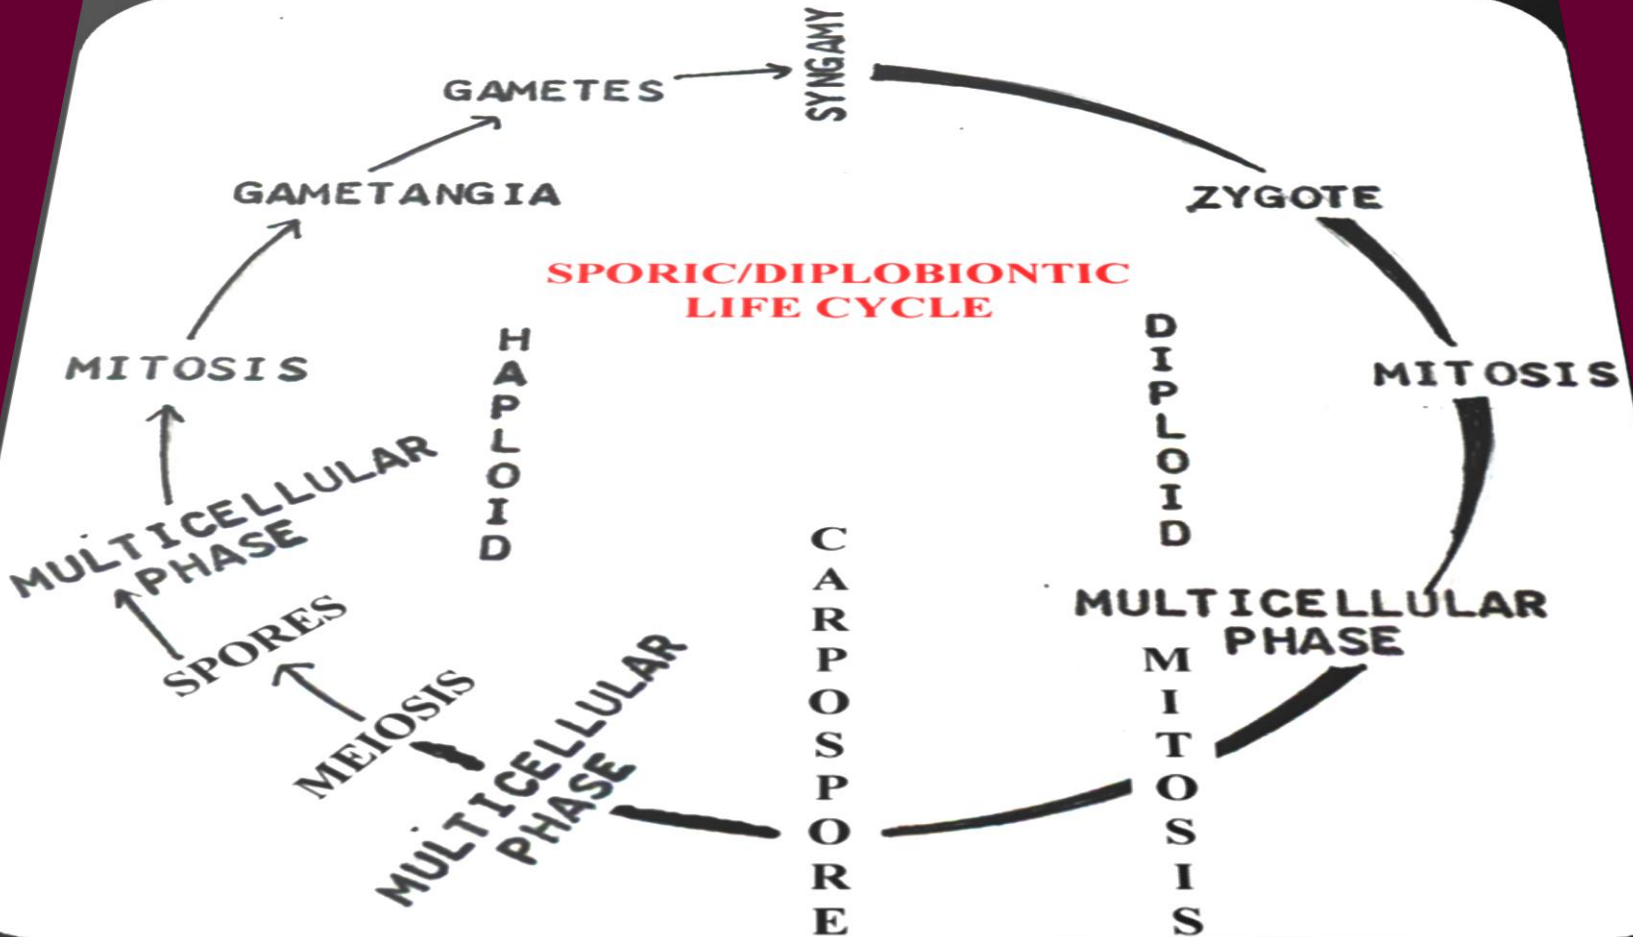 SYNGAMY
GAMETES
GAMETANGIA
ZYGOTE
SPORIC/DIPLOBIONTIC
LIFE CYCLE
HAPLOID
DIPLOID
MITOSIS
MITOSIS
MULTICELLULAR
PHASE
MULTICELLULAR
PHASE
SPORES
MEIOSIS
MULTICELLULAR
PHASE
CARPOSPORE
MITOSIS